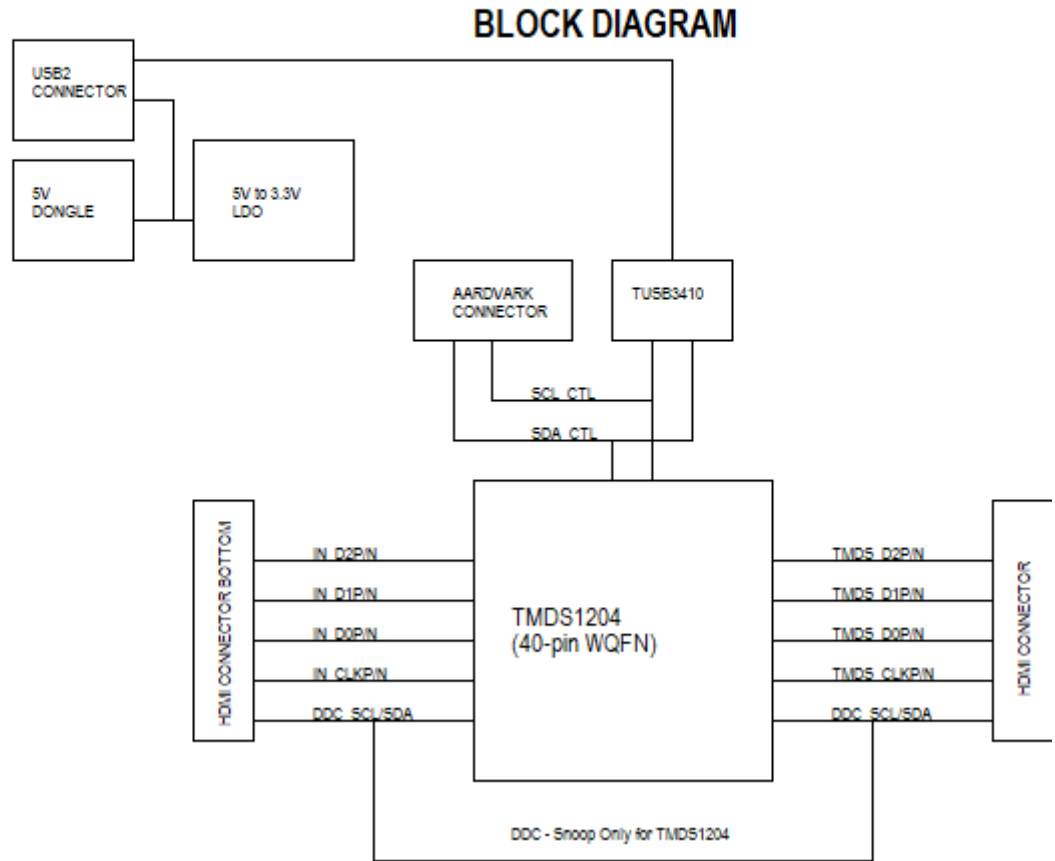 BLOCK DIAGRAM
USB2
CONNECTOR
5V
DONGLE
5V to 3.3V
LDO
AARDVARK
CONNECTOR
TUSB3410
SCL_CTL
SDA_CTL
HDMI CONNECTOR BOTTOM
IN_D2P/N
IN_D1P/N
IN_D0P/N
IN_CLKP/N
DDC_SCL/SDA
TMDS1204
(40-pin WQFN)
TMDS_D2P/N
TMDS_D1P/N
TMDS_D0P/N
TMDS_CLKP/N
DDC_SCL/SDA
HDMI CONNECTOR
DDC - Snoop Only for TMDS1204